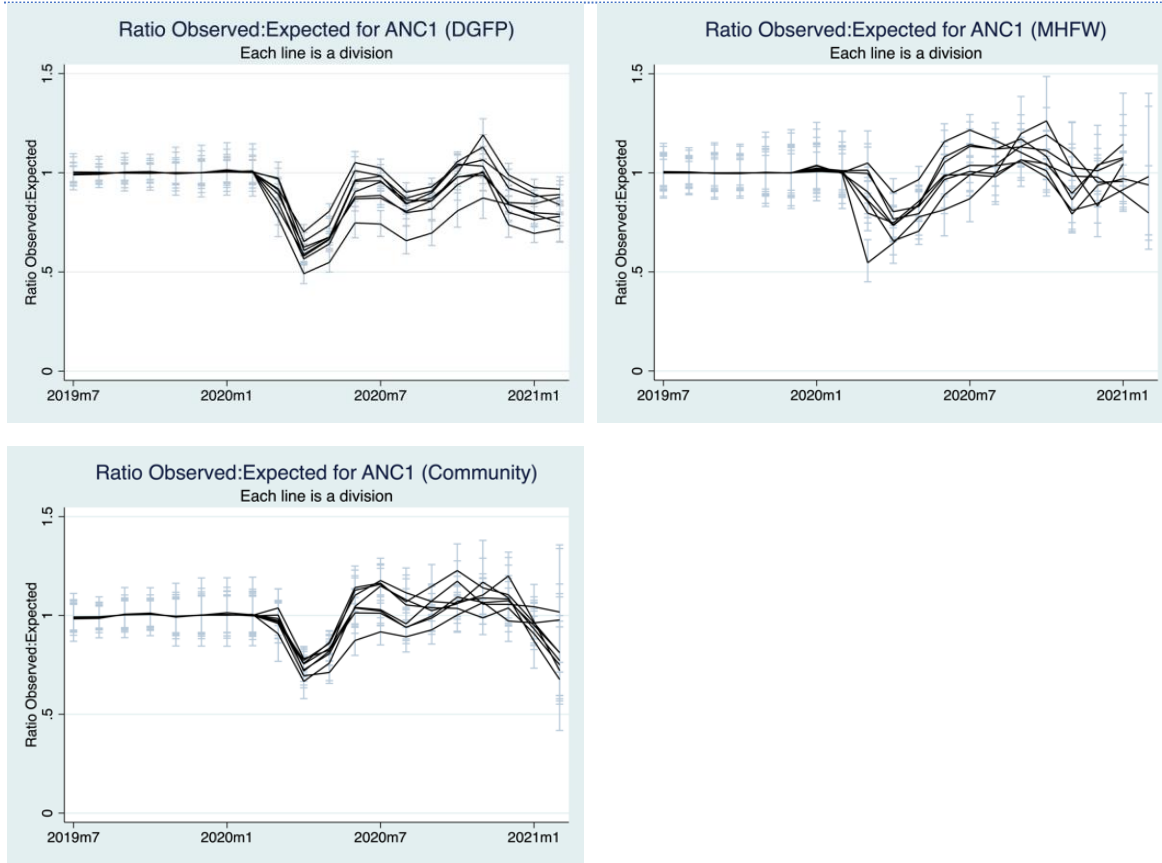 Ratio Observed:Expected for ANC1 (DGFP)
Each line is a division
Ratio Observed:Expected
1.5
1
.5
0
2019m7 2020m1 2020m7 2021m1
Ratio Observed:Expected for ANC1 (MHFW)
Each line is a division
Ratio Observed:Expected
1.5
1
.5
0
2019m7 2020m1 2020m7 2021m1
Ratio Observed:Expected for ANC1 (Community)
Each line is a division
Ratio Observed:Expected
1.5
1
.5
0
2019m7 2020m1 2020m7 2021m1